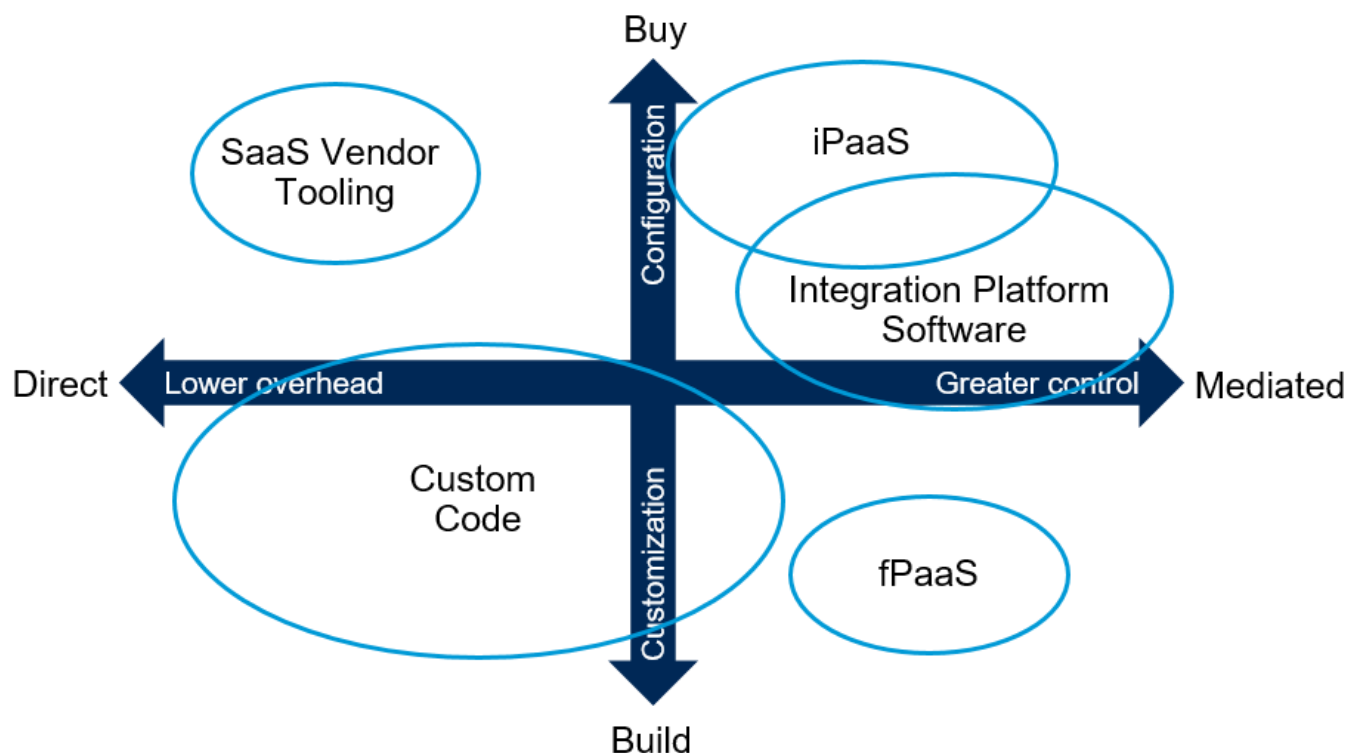 Buy
SaaS Vendor
Tooling
Configuration
iPaaS
Integration Platform
Software
Direct
Lower overhead
Greater control
Mediated
Custom
Code
Customization
fPaaS
Build